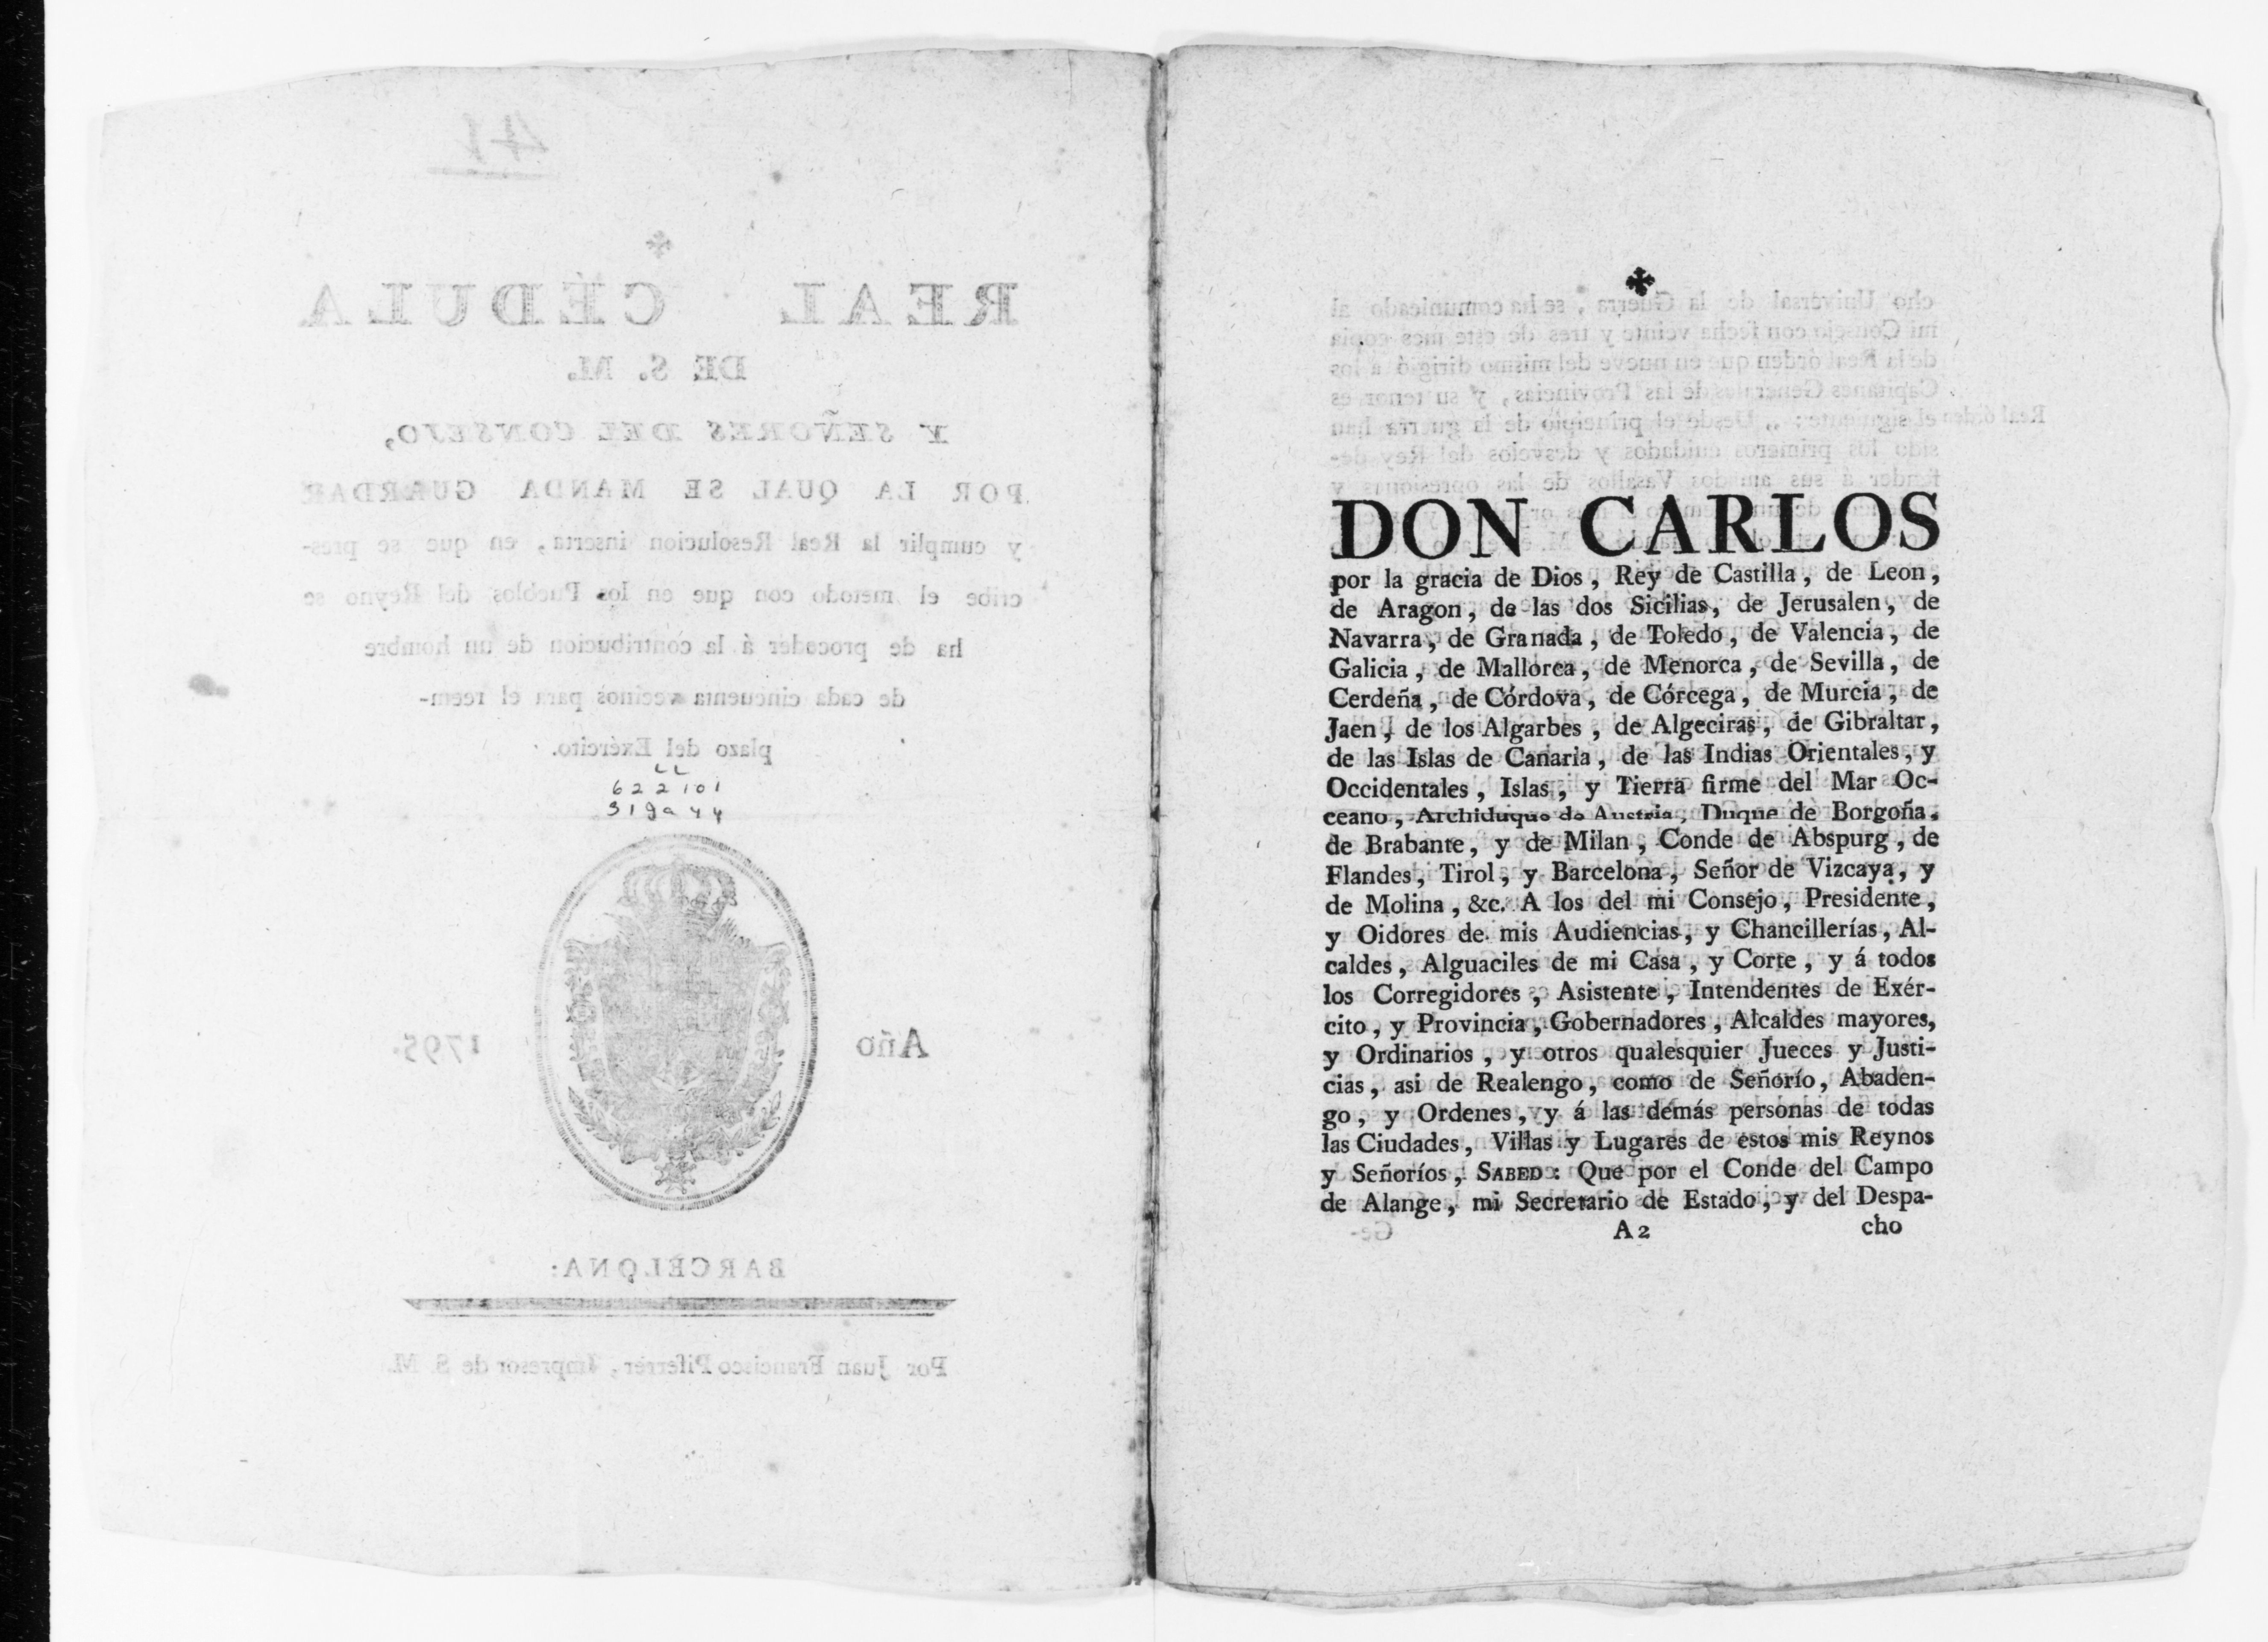 41
REAL CÉDULA
DE S. M.
Y SEÑORES DEL CONSEJO,
POR LA QUAL SE MANDA GUARDAR
y cumplir la Real Resolucion inserta, en que se pres-
cribe el metodo con que en los Pueblos del Reyno se
ha de proceder á la contribucion de un hombre
de cada cincuenta vecinos para el reem-
plazo del Exército.
622101
Año 1795.
BARCELONA:
Por Juan Francisco Piferrer, Impresor de S. M.
DON CARLOS
por la gracia de Dios, Rey de Castilla, de Leon,
de Aragon, de las dos Sicilias, de Jerusalen, de
Navarra, de Granada, de Toledo, de Valencia, de
Galicia, de Mallorca, de Menorca, de Sevilla, de
Cerdeña, de Córdova, de Córcega, de Murcia, de
Jaen, de los Algarbes, de Algeciras, de Gibraltar,
de las Islas de Canaria, de las Indias Orientales, y
Occidentales, Islas, y Tierra firme del Mar Oc-
ceano, Archiduque de Austria, Duque de Borgoña,
de Brabante, y de Milan, Conde de Abspurg, de
Flandes, Tirol, y Barcelona, Señor de Vizcaya, y
de Molina, &c. A los del mi Consejo, Presidente,
y Oidores de mis Audiencias, y Chancillerías, Al-
caldes, Alguaciles de mi Casa, y Corte, y á todos
los Corregidores, Asistente, Intendentes de Exér-
cito, y Provincia, Gobernadores, Alcaldes mayores,
y Ordinarios, y otros qualesquier Jueces y Justi-
cias, asi de Realengo, como de Señorío, Abaden-
go, y Ordenes, y á las demás personas de todas
las Ciudades, Villas y Lugares de estos mis Reynos
y Señoríos, SABED: Que por el Conde del Campo
de Alange, mi Secretario de Estado, y del Despa-
A2 cho